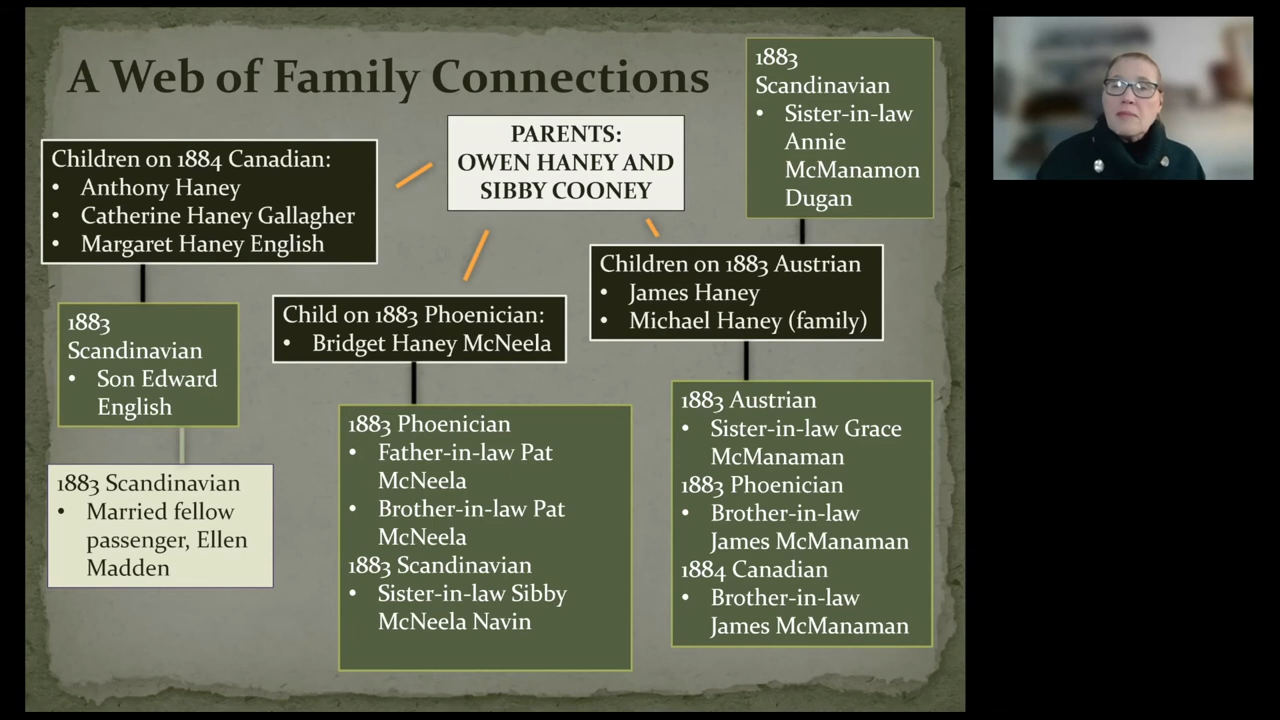 A Web of Family Connections
PARENTS:
OWEN HANEY AND
SIBBY COONEY
1883
Scandinavian
• Sister-in-law
Annie
McManamon
Dugan
Children on 1884 Canadian:
• Anthony Haney
• Catherine Haney Gallagher
• Margaret Haney English
Child on 1883 Phoenician:
• Bridget Haney McNeela
Children on 1883 Austrian
• James Haney
• Michael Haney (family)
1883
Scandinavian
• Son Edward
English
1883 Scandinavian
• Married fellow
passenger, Ellen
Madden
1883 Phoenician
• Father-in-law Pat
McNeela
• Brother-in-law Pat
McNeela
1883 Scandinavian
• Sister-in-law Sibby
McNeela Navin
1883 Austrian
• Sister-in-law Grace
McManaman
1883 Phoenician
• Brother-in-law
James McManaman
1884 Canadian
• Brother-in-law
James McManaman